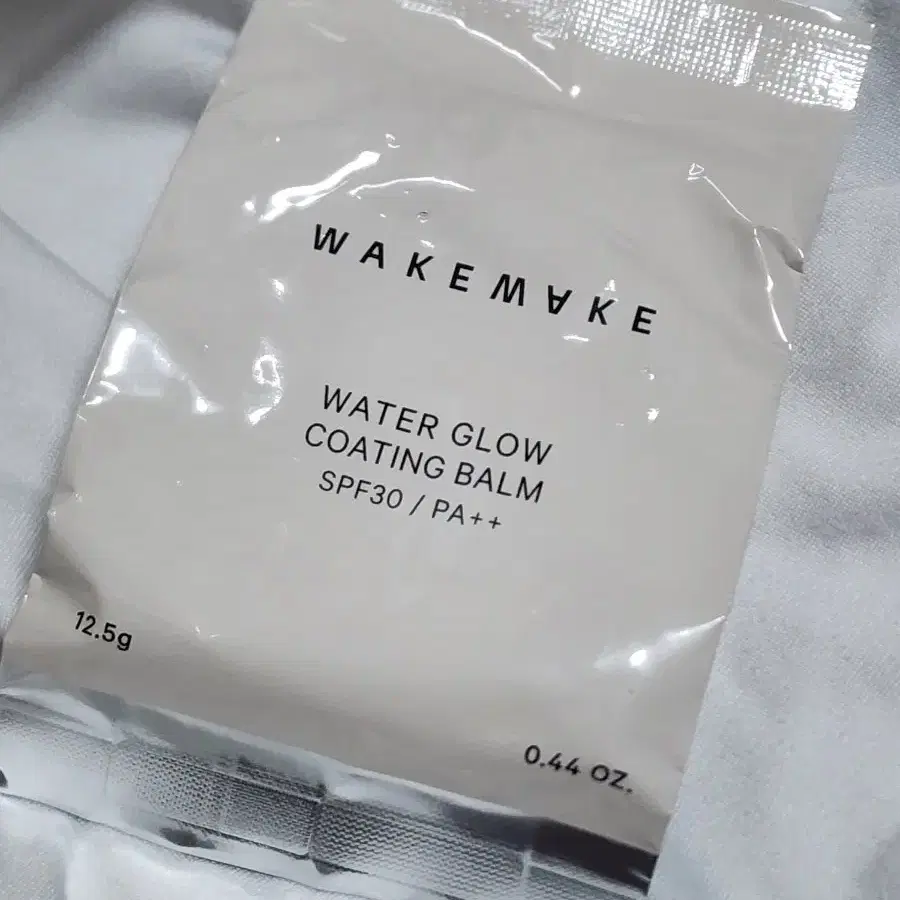 WAKEMAKE
WATER GLOW
COATING BALM
SPF30 / PA++
12.5g
0.44 OZ.